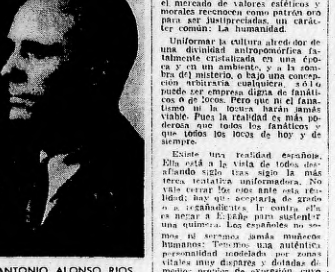 el mercado de valores estéticos y
morales reconocen como patrón oro
para ser justipreciadas, un carác-
ter común: La humanidad.
Uniformar la cultura alrededor de
una divinidad antropomórfica fa-
talmente cristalizada en una épo-
ca y en un ambiente, y a la som-
bra del misterio, o bajo una concep-
ción arbitraria cualquiera, sólo
puede ser empresa digna de fanáti-
cos o de locos. Pero que ni el fana-
tismo ni la locura harán jamás
viable. Pues la realidad es más po-
derosa que todos los fanáticos y
que todos los locos de hoy y de
siempre.
Existe una realidad española.
Ella está a la vista de todos des-
afiando siglo tras siglo la más
terca tentativa uniformadora. No
vale cerrar los ojos ante esta rea-
lidad; hay que aceptarla de grado
o a regañadientes. Ir contra ella
es negar a España para sustentar
una quimera. Los españoles no so-
mos ni seremos jamás muñecos
humanos: Tenemos una auténtica
personalidad modelada por zonas
vitales muy dispares y dotadas de
medios propios de expresión
ANTONIO ALONSO RIOS